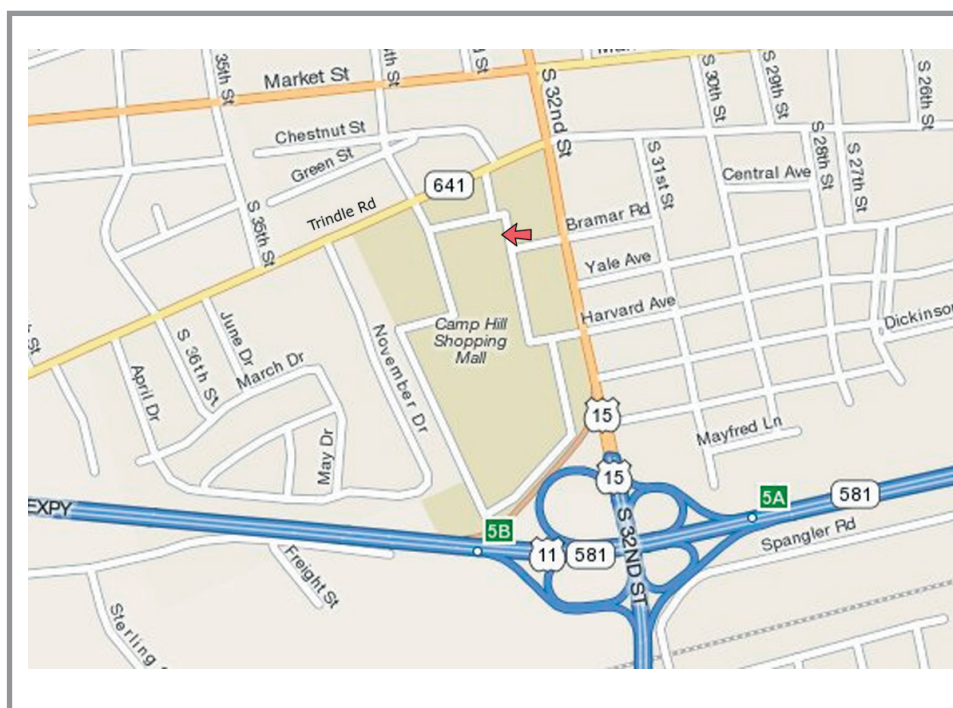 35th St
Market St
S 32nd St
S 30th St
S 29th St
S 26th St
Chestnut St
Green St
S 31st St
Central Ave
S 28th St
S 27th St
641
Trindle Rd
S 35th St
Bramar Rd
Yale Ave
Harvard Ave
Dickinson
Camp Hill
Shopping
Mall
June Dr
S 36th St
March Dr
November Dr
April Dr
May Dr
15
Mayfred Ln
15
5A
581
EXPY
5B
11
581
S 32ND ST
Spangler Rd
Freight St
Sterling